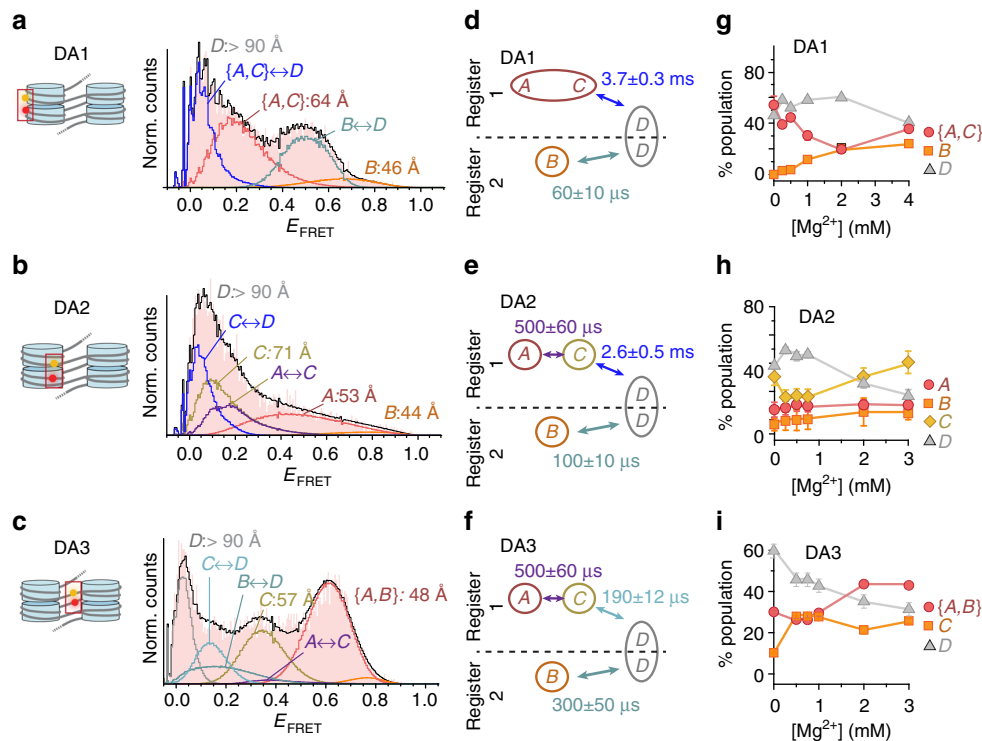 a
DA1
Norm. counts
D:> 90 Å
{A,C}↔D
{A,C}:64 Å
B↔D
B:46 Å
0.0 0.2 0.4 0.6 0.8 1.0
E_FRET
d
DA1
Register
1
2
Register
A C
3.7±0.3 ms
D
D
B
60±10 µs
g
DA1
% population
80
40
0
0 1 2 3 4
[Mg²⁺] (mM)
{A,C}
B
D
b
DA2
Norm. counts
D:> 90 Å
C↔D
C:71 Å
A↔C
A:53 Å
B:44 Å
0.0 0.2 0.4 0.6 0.8 1.0
E_FRET
e
DA2
500±60 µs
Register
1
2
Register
A C
2.6±0.5 ms
D
D
B
100±10 µs
h
DA2
% population
80
40
0
0 1 2 3
[Mg²⁺] (mM)
A
B
C
D
c
DA3
Norm. counts
D:> 90 Å
C↔D
B↔D
C:57 Å
A↔C
{A,B}: 48 Å
0.0 0.2 0.4 0.6 0.8 1.0
E_FRET
f
DA3
500±60 µs
Register
1
2
Register
A C
190±12 µs
D
D
B
300±50 µs
i
DA3
% population
60
40
20
0
0 1 2 3
[Mg²⁺] (mM)
{A,B}
C
D